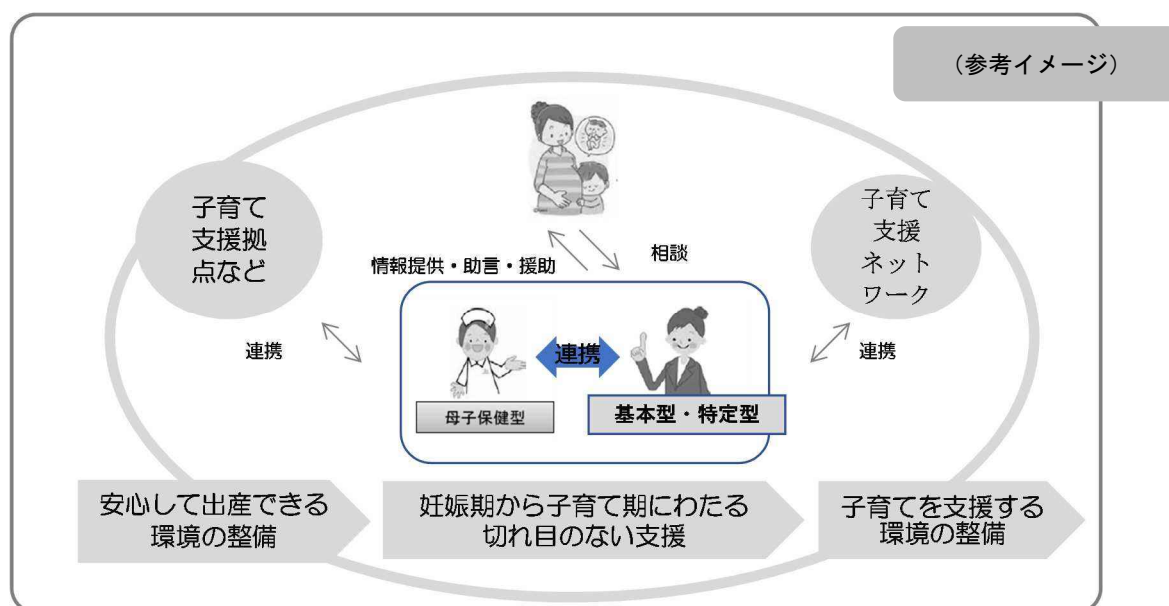 (参考イメージ)
子育て
支援拠
点など
子育て
支援
ネット
ワーク
情報提供・助言・援助
相談
連携
連携
連携
母子保健型
基本型・特定型
安心して出産できる
環境の整備
妊娠期から子育て期にわたる
切れ目のない支援
子育てを支援する
環境の整備